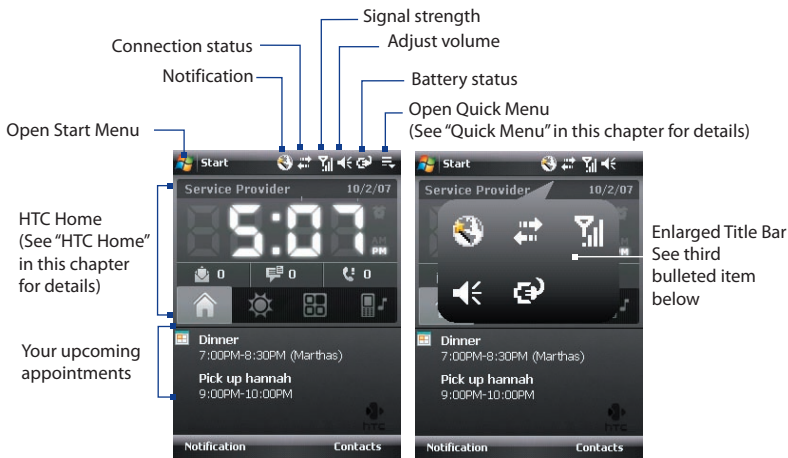 Signal strength
Connection status
Adjust volume
Notification
Battery status
Open Quick Menu
(See “Quick Menu” in this chapter for details)
Open Start Menu
Start
Service Provider 10/2/07
5:07
AM
PM
0 0 0
HTC Home
(See “HTC Home”
in this chapter
for details)
Your upcoming
appointments
Dinner
7:00PM-8:30PM (Marthas)
Pick up hannah
9:00PM-10:00PM
htc
Notification Contacts
Start
Service Provider 10/2/07
Enlarged Title Bar
See third
bulleted item
below
Dinner
7:00PM-8:30PM (Marthas)
Pick up hannah
9:00PM-10:00PM
htc
Notification Contacts